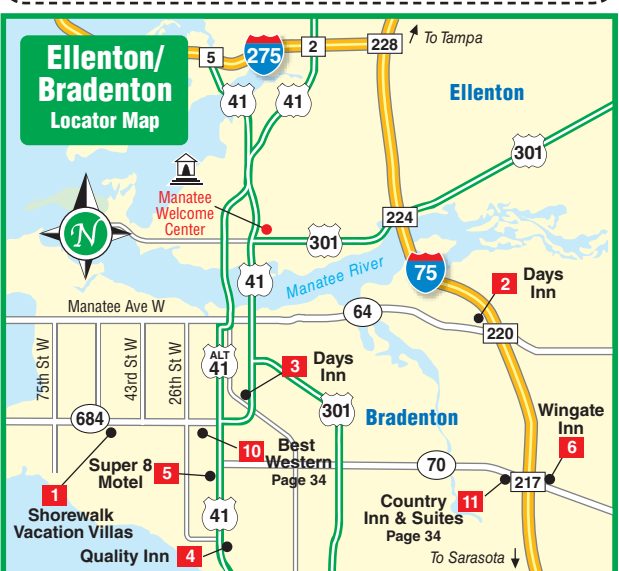 Ellenton/
Bradenton
Locator Map
5
275
2
228
To Tampa
41
41
Ellenton
301
Manatee
Welcome
Center
N
224
301
75
41
Manatee River
2
Days
Inn
Manatee Ave W
64
220
75th St W
43rd St W
26th St W
ALT
41
3
Days
Inn
301
Bradenton
684
Wingate
Inn
6
10
Best
Western
Page 34
Super 8
Motel
5
70
217
1
Shorewalk
Vacation Villas
41
Country
Inn & Suites
Page 34
11
Quality Inn
4
To Sarasota